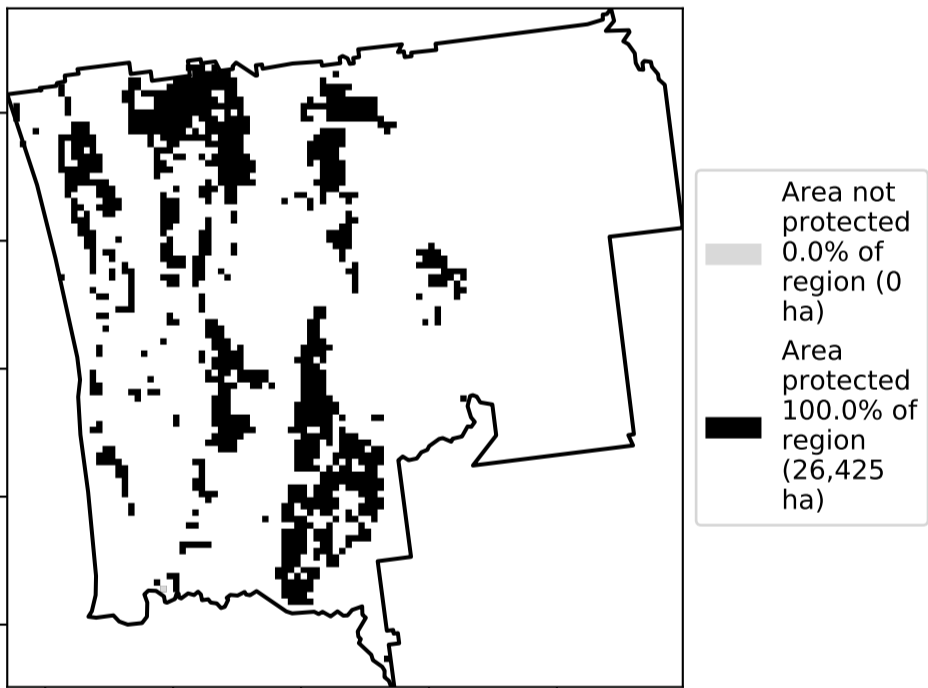 Area not
protected
0.0% of
region (0
ha)
Area
protected
100.0% of
region
(26,425
ha)